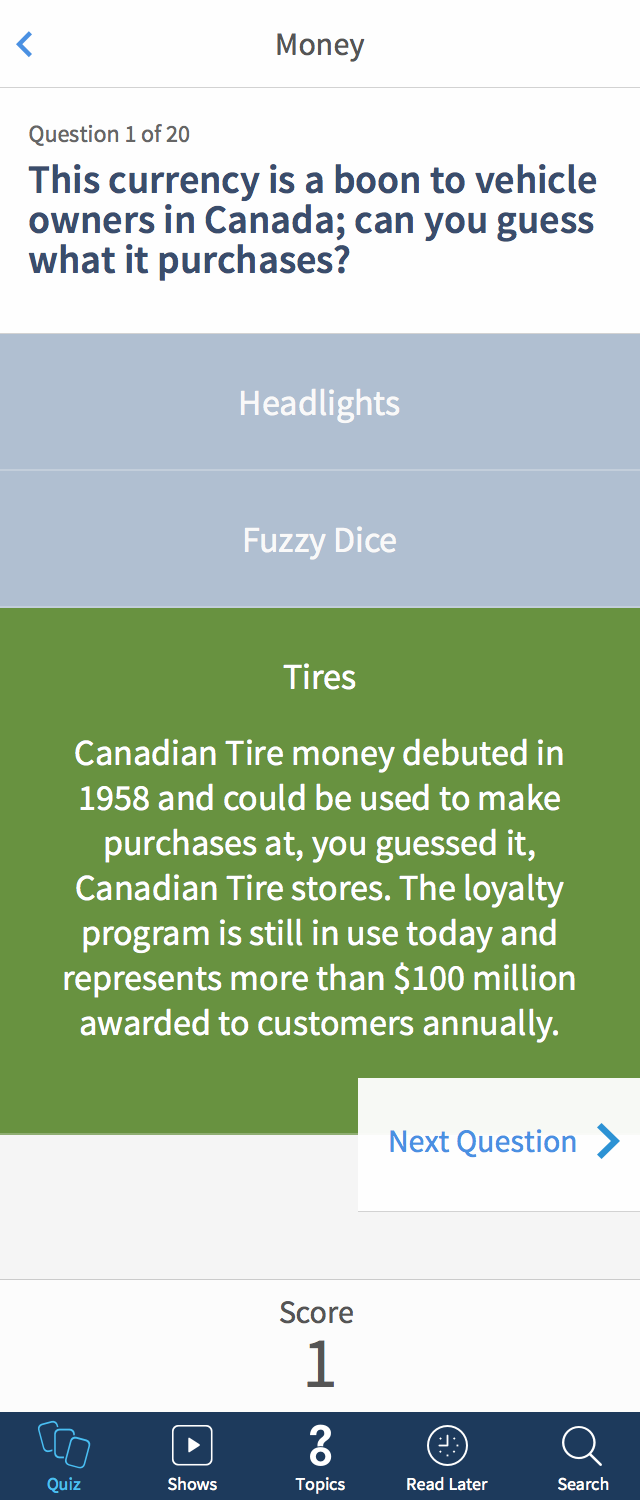 Money
Question 1 of 20
This currency is a boon to vehicle
owners in Canada; can you guess
what it purchases?
Headlights
Fuzzy Dice
Tires
Canadian Tire money debuted in
1958 and could be used to make
purchases at, you guessed it,
Canadian Tire stores. The loyalty
program is still in use today and
represents more than $100 million
awarded to customers annually.
Next Question
Score
1
Quiz Shows Topics Read Later Search